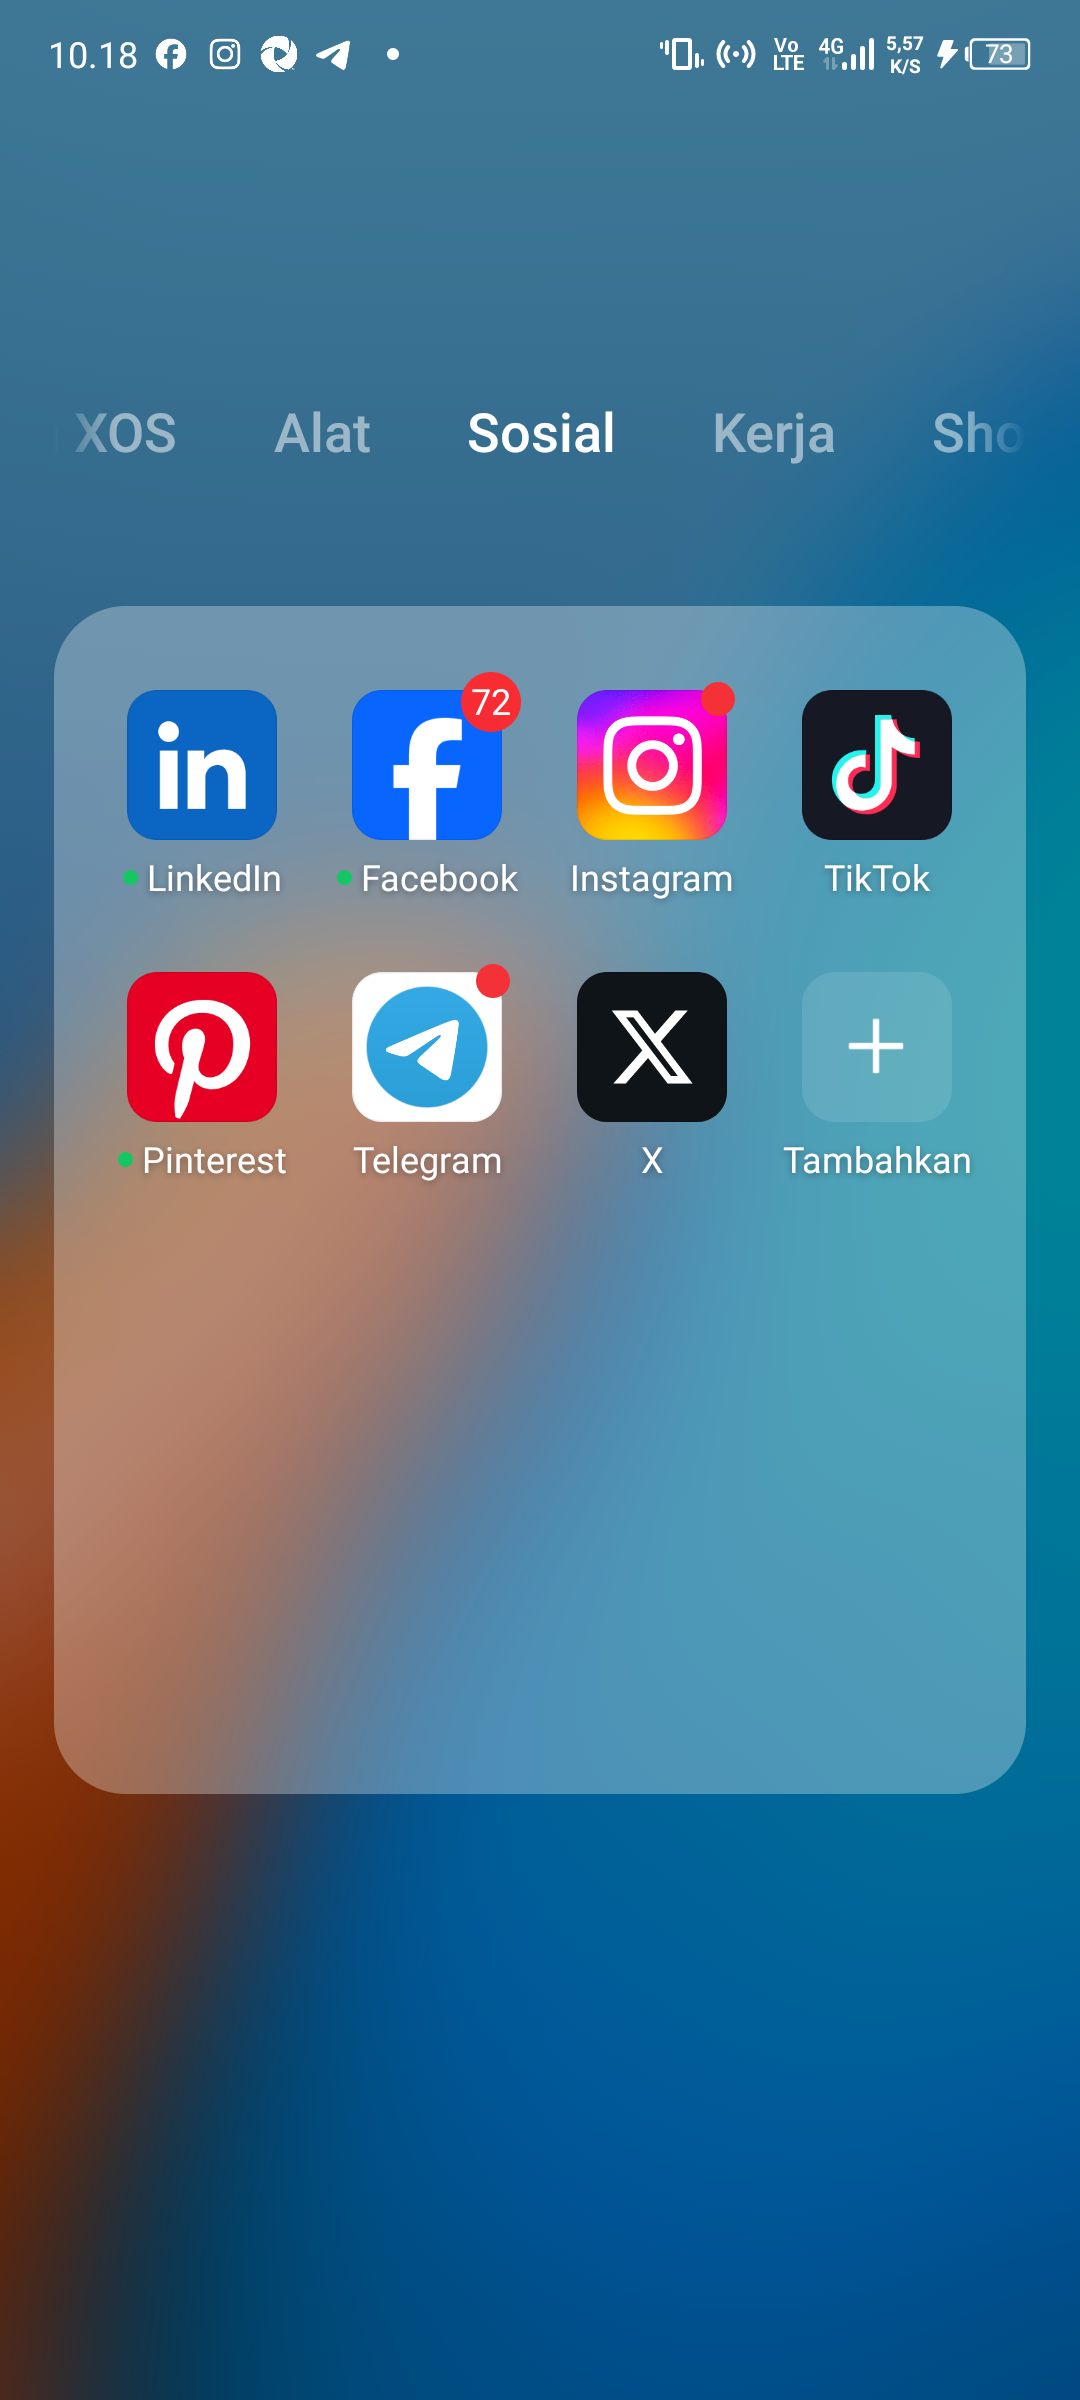 10.18 Vo LTE 4G 5,57 K/S 73
XOS Alat Sosial Kerja Sho
72
LinkedIn Facebook Instagram TikTok
Pinterest Telegram X Tambahkan